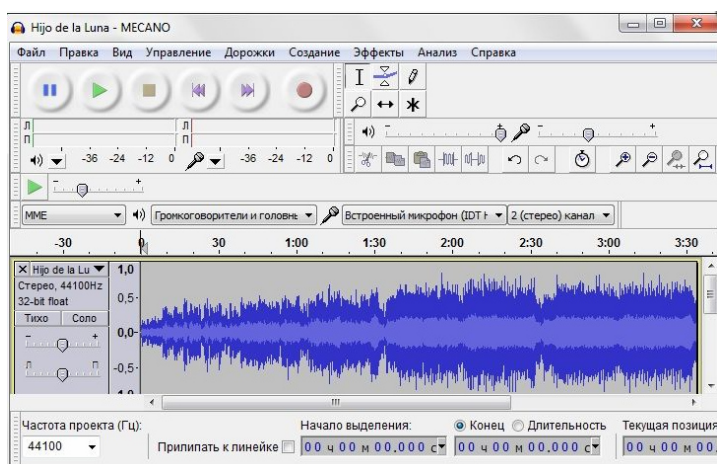 Hijo de la Luna - MECANO
Файл Правка Вид Управление Дорожки Создание Эффекты Анализ Справка
Л
П
Л
П
-36 -24 -12 0
-36 -24 -12 0
MME
Громкоговорители и головне
Встроенный микрофон (IDT H
2 (стерео) канал
-30 0 30 1:00 1:30 2:00 2:30 3:00 3:30
Hijo de la Lu
Стерео, 44100Hz
32-bit float
Тихо Соло
- +
Л П
1,0
0,5
0,0
-0,5
-1,0
Частота проекта (Гц):
44100
Прилипать к линейке
Начало выделения:
Конец Длительность
Текущая позиция
00 ч 00 м 00.000 с
00 ч 00 м 00.000 с
00 ч 00 м 00.